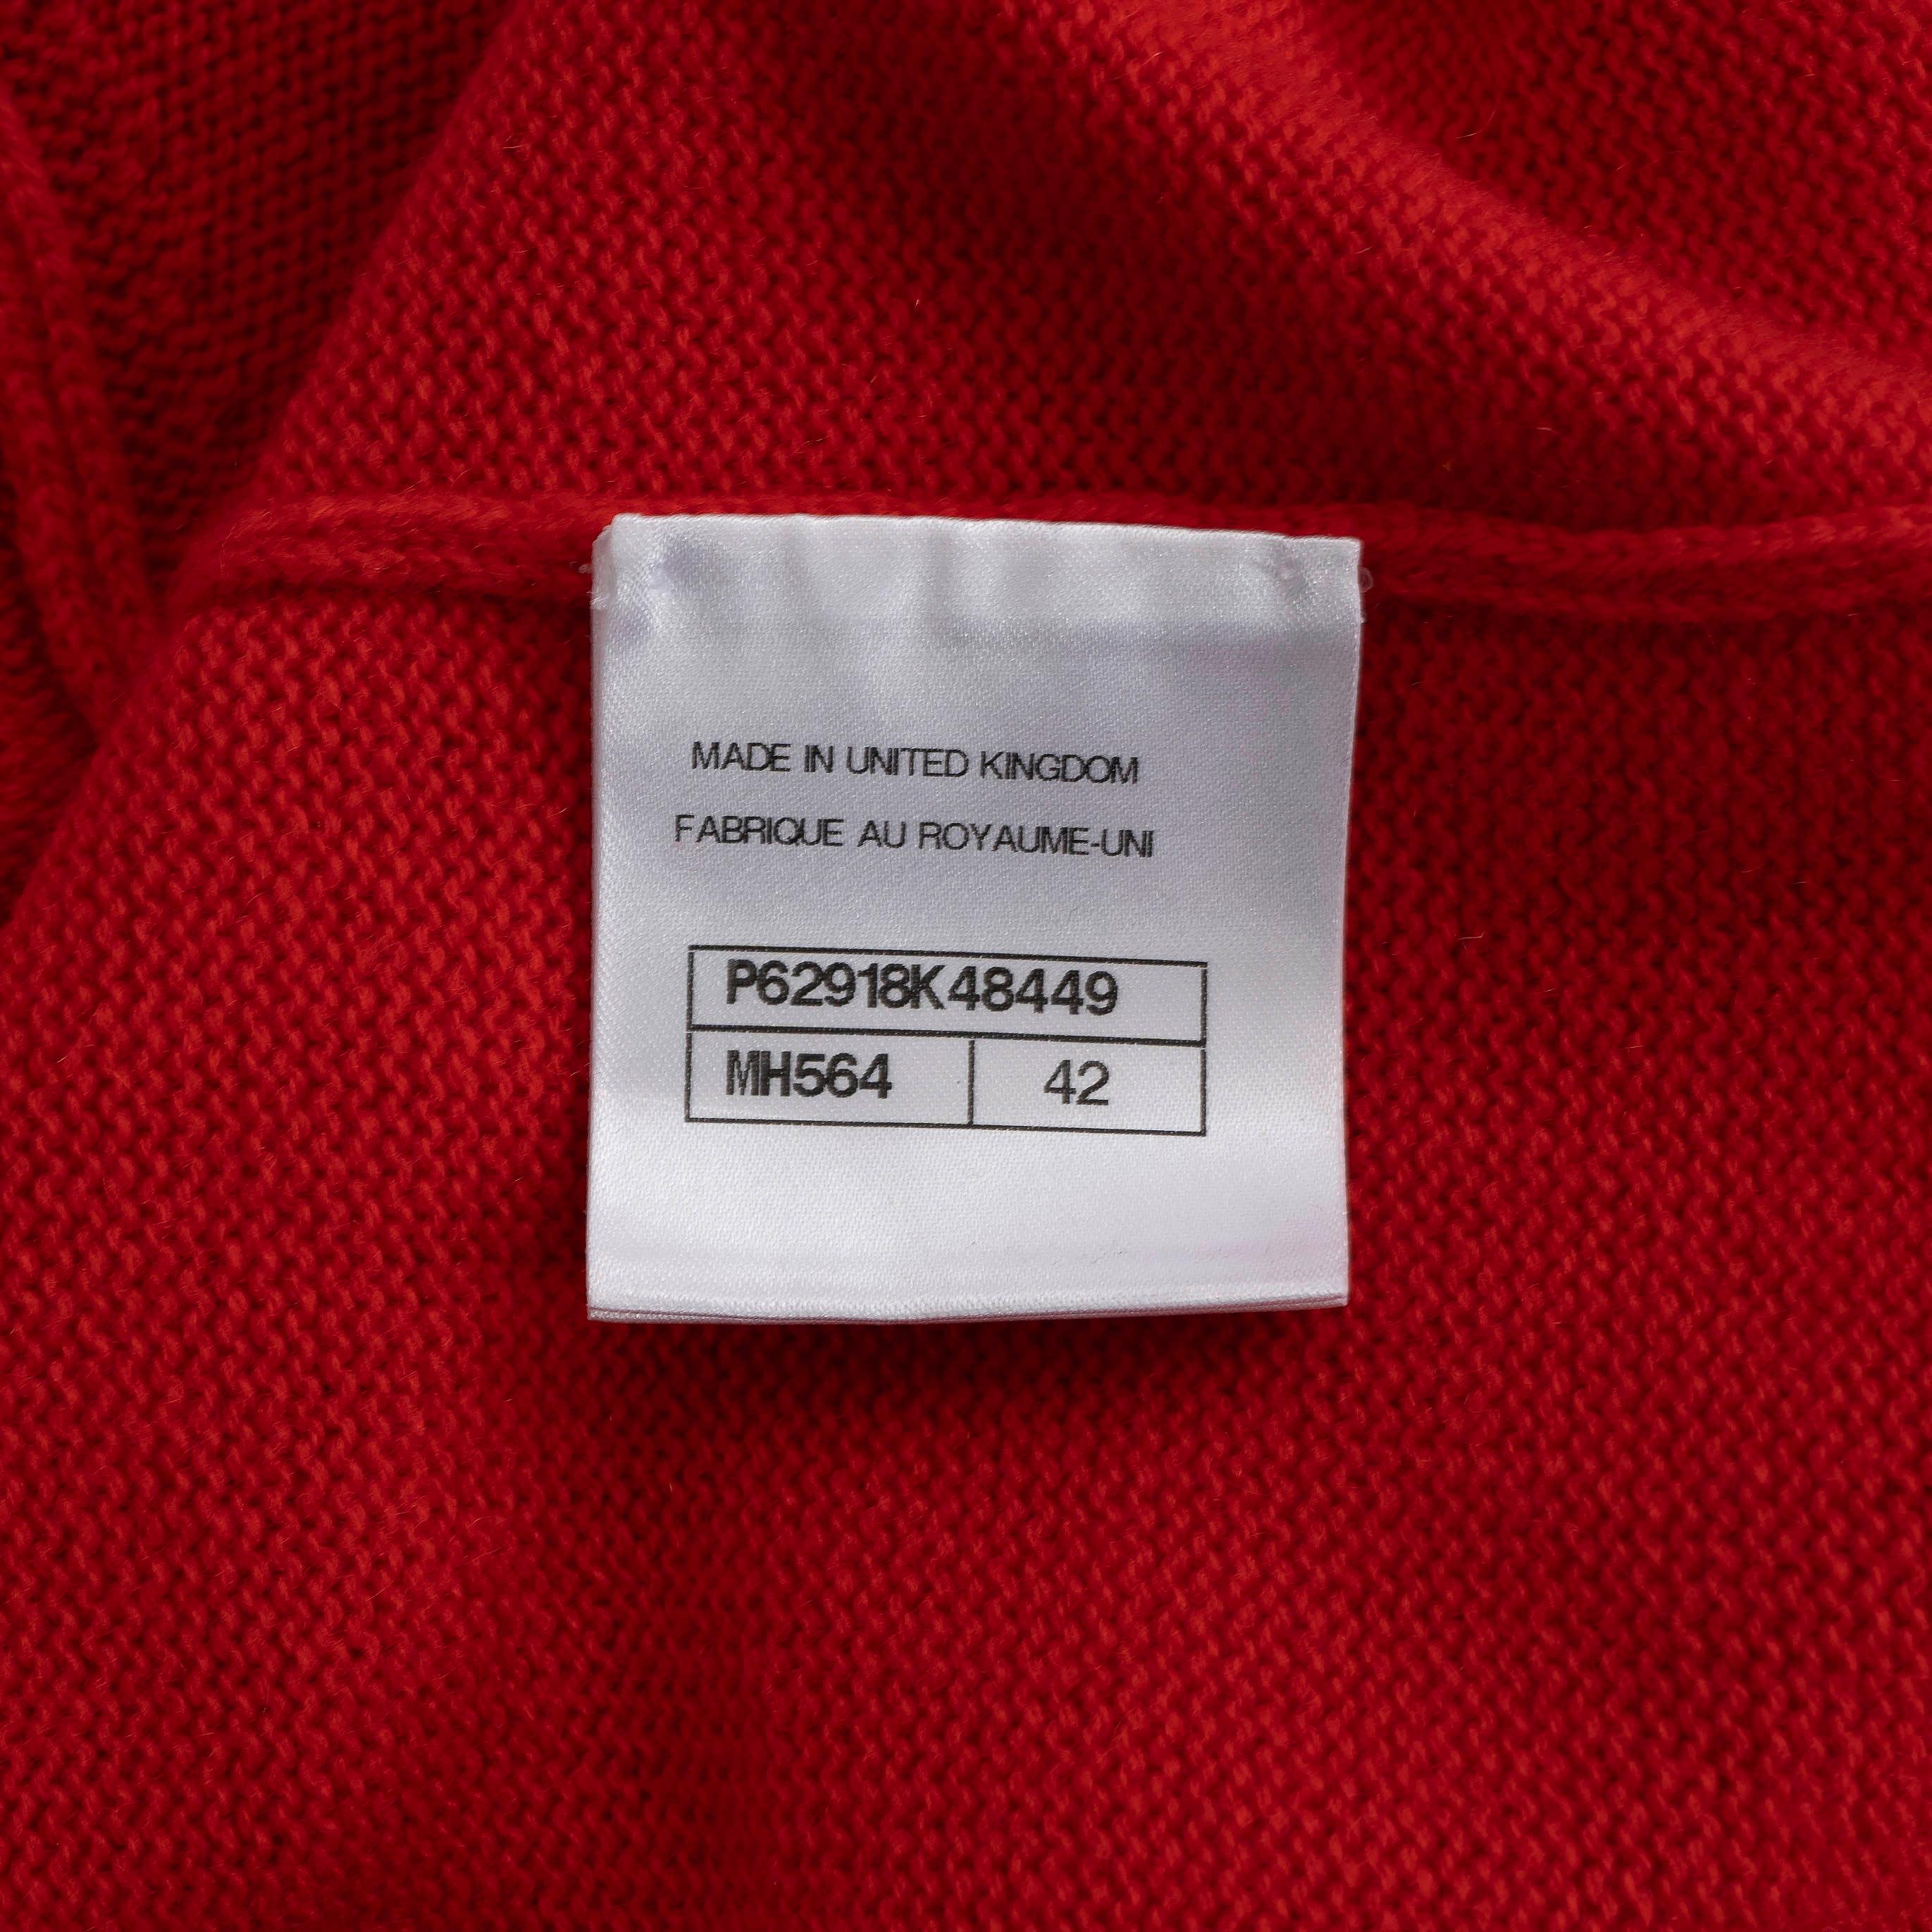 MADE IN UNITED KINGDOM
FABRIQUE AU ROYAUME-UNI
P62918K48449
MH564 42